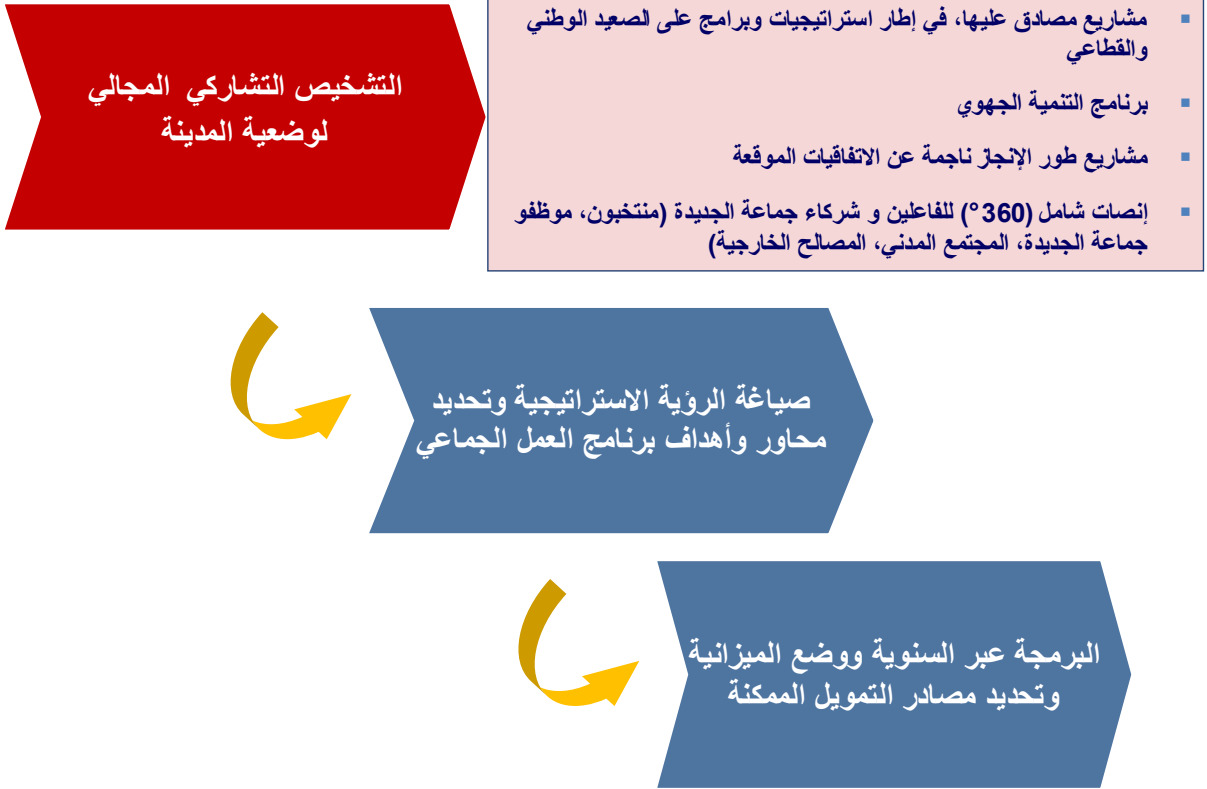 التشخيص التشاركي المجالي
لوضعية المدينة
▪ مشاريع مصادق عليها، في إطار استراتيجيات وبرامج على الصعيد الوطني
والقطاعي
▪ برنامج التنمية الجهوي
▪ مشاريع طور الإنجاز ناجمة عن الاتفاقيات الموقعة
▪ إنصات شامل (360°) للفاعلين و شركاء جماعة الجديدة (منتخبون، موظفو
جماعة الجديدة، المجتمع المدني، المصالح الخارجية)
صياغة الرؤية الاستراتيجية وتحديد
محاور وأهداف برنامج العمل الجماعي
البرمجة عبر السنوية ووضع الميزانية
وتحديد مصادر التمويل الممكنة